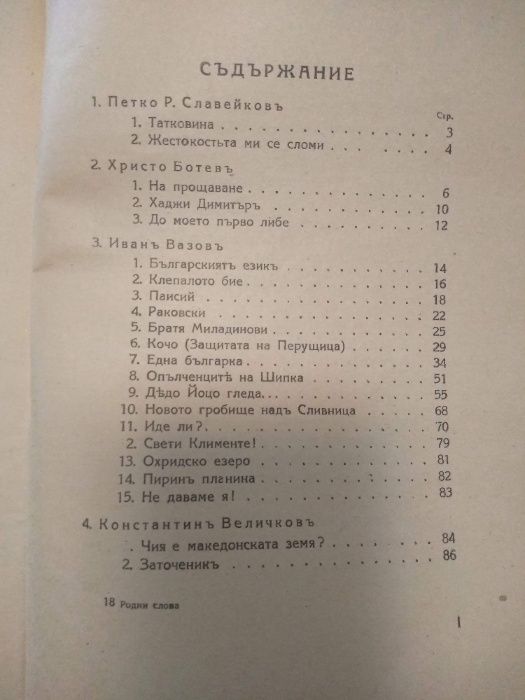 СЪДЪРЖАНИЕ
Стр.
1. Петко Р. Славейковъ
1. Татковина . . . . . . . . . . . . 3
2. Жестокостьта ми се сломи . . . . . 4
2. Христо Ботевъ
1. На прощаване . . . . . . . . . . . 6
2. Хаджи Димитъръ . . . . . . . . . . 10
3. До моето първо либе . . . . . . . . 12
3. Иванъ Вазовъ
1. Българскиятъ езикъ . . . . . . . . 14
2. Клепалото бие . . . . . . . . . . . 16
3. Паисий . . . . . . . . . . . . . . 18
4. Раковски . . . . . . . . . . . . . 22
5. Братя Миладинови . . . . . . . . . 25
6. Кочо (Защитата на Перущица) . . . . 29
7. Една българка . . . . . . . . . . . 34
8. Опълченцитѣ на Шипка . . . . . . . 51
9. Дѣдо Йоцо гледа... . . . . . . . . 55
10. Новото гробище надъ Сливница . . . 68
11. Иде ли? . . . . . . . . . . . . . 70
2. Свети Клименте! . . . . . . . . . . 79
13. Охридско езеро . . . . . . . . . . 81
14. Пиринъ планина . . . . . . . . . . 82
15. Не даваме я! . . . . . . . . . . . 83
4. Константинъ Величковъ
. Чия е македонската земя? . . . . . . 84
2. Заточеникъ . . . . . . . . . . . . 86
18 Родни слова
I